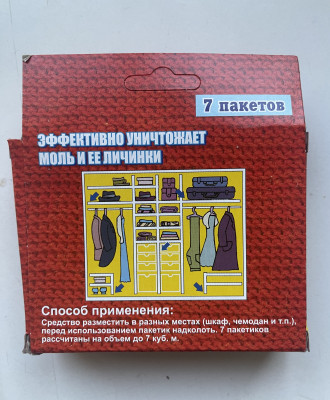 7 пакетов
ЭФФЕКТИВНО УНИЧТОЖАЕТ
МОЛЬ И ЕЕ ЛИЧИНКИ
Способ применения:
Средство разместить в разных местах (шкаф, чемодан и т.п.),
перед использованием пакетик надколоть. 7 пакетиков
рассчитаны на объем до 7 куб. м.